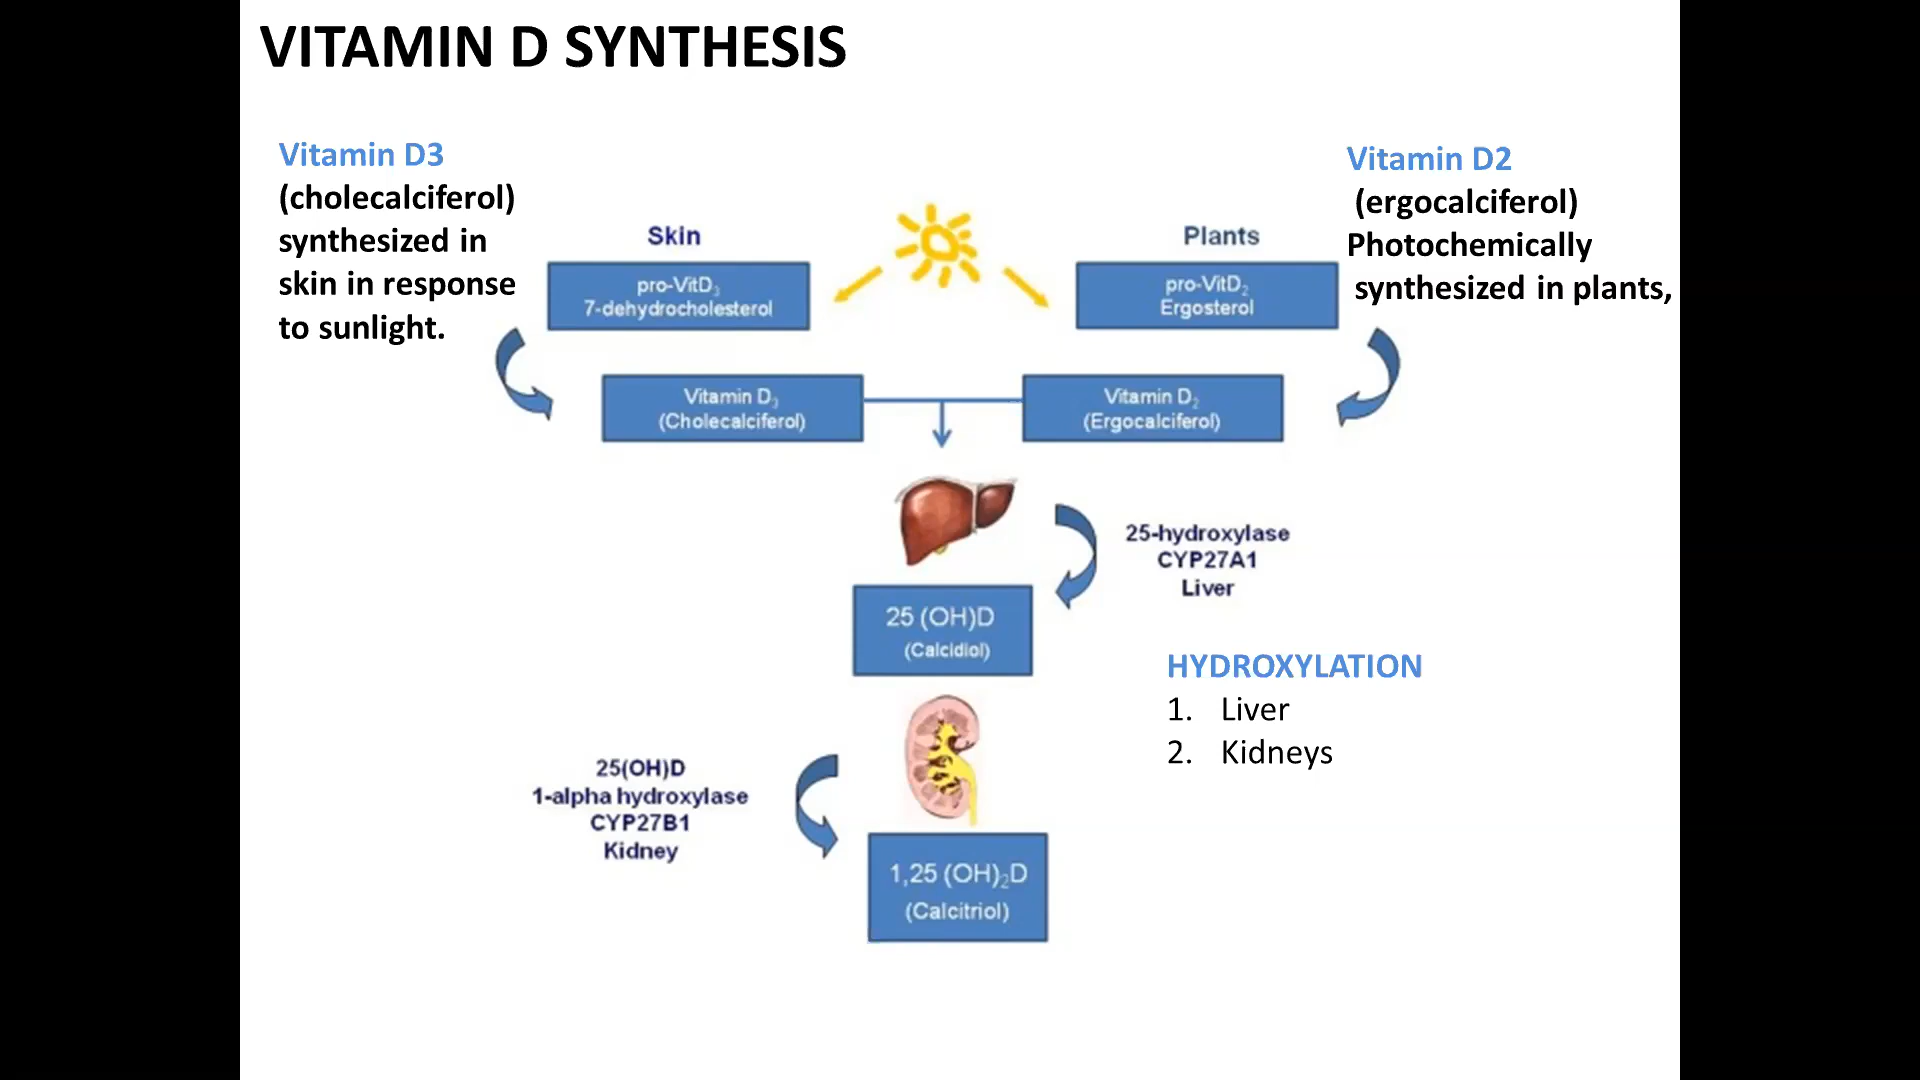 VITAMIN D SYNTHESIS
Vitamin D3
(cholecalciferol)
synthesized in
skin in response
to sunlight.
Skin
pro-VitD₃
7-dehydrocholesterol
Plants
pro-VitD₂
Ergosterol
Vitamin D2
(ergocalciferol)
Photochemically
synthesized in plants,
Vitamin D₃
(Cholecalciferol)
Vitamin D₂
(Ergocalciferol)
25-hydroxylase
CYP27A1
Liver
25 (OH)D
(Calcidiol)
HYDROXYLATION
1. Liver
2. Kidneys
25(OH)D
1-alpha hydroxylase
CYP27B1
Kidney
1,25 (OH)₂D
(Calcitriol)